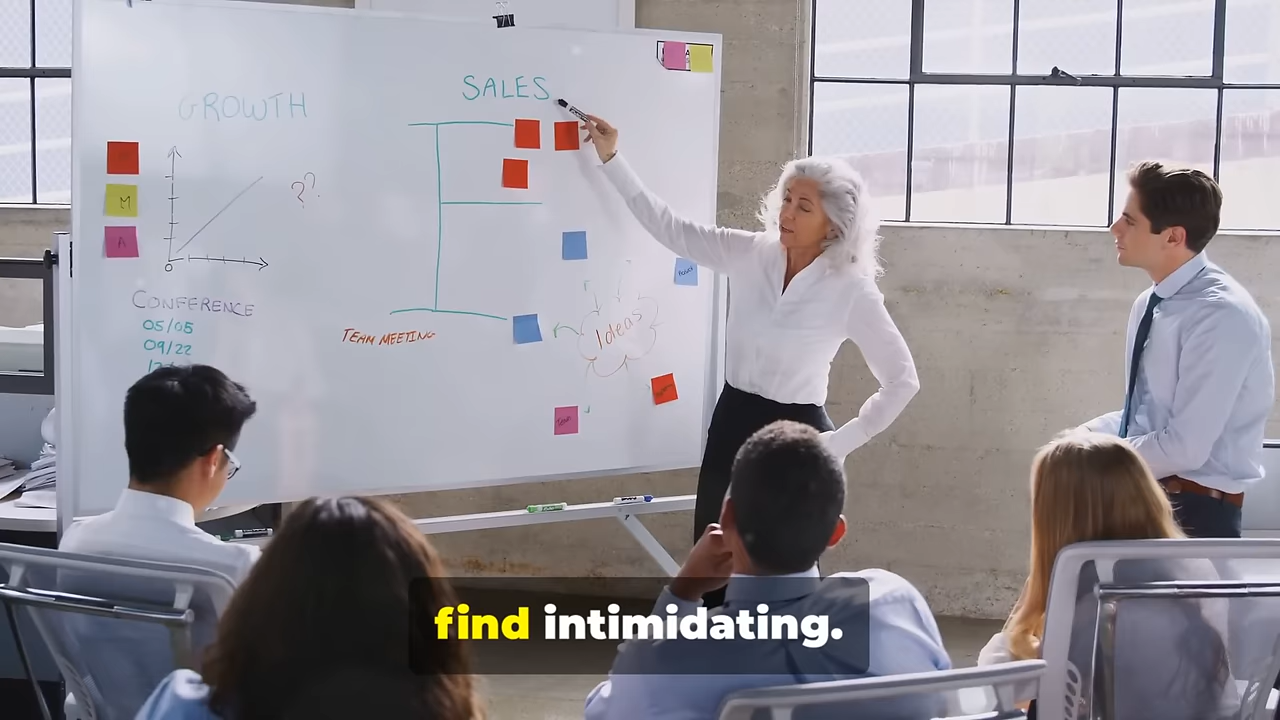 GROWTH
SALES
M
A
??
CONFERENCE
05/05
09/22
TEAM MEETING
Ideas
find intimidating.